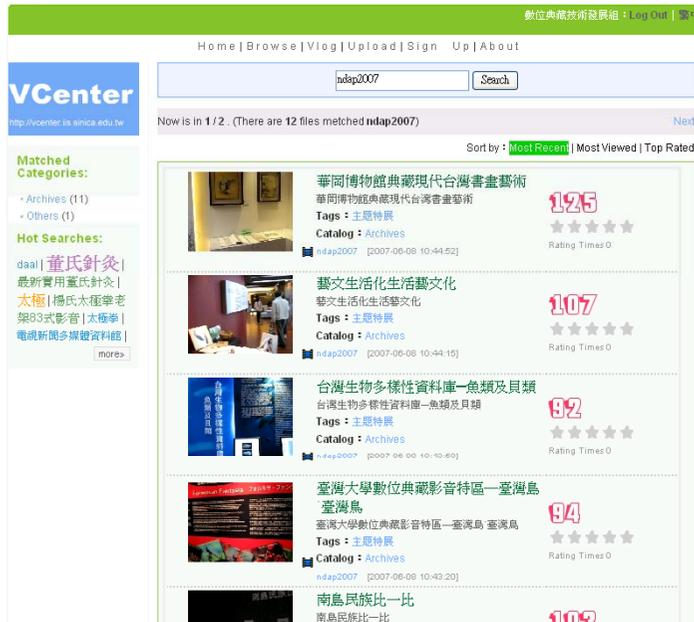 數位典藏技術發展組：Log Out |
Home | Browse | Vlog | Upload | Sign Up | About
VCenter
http://vcenter.iis.sinica.edu.tw
ndap2007 Search
Now is in 1 / 2 . (There are 12 files metched ndap2007) Next
Sort by：Most Recent | Most Viewed | Top Rated
Matched Categories:
Archives (11)
Others (1)
Hot Searches:
daal | 董氏針灸 |
最新實用董氏針灸 |
太極 | 楊氏太極拳老
架83式影音 | 太極拳 |
電視新聞多媒體資料館 |
more»
華岡博物館典藏現代台灣書畫藝術
華岡博物館典藏現代台灣書畫藝術
Tags：主題特展
Catalog：Archives
ndap2007 [2007-06-08 10:44:52]
125
Rating Times 0
藝文生活化生活藝文化
藝文生活化生活藝文化
Tags：主題特展
Catalog：Archives
ndap2007 [2007-06-08 10:44:15]
107
Rating Times 0
台灣生物多樣性資料庫─魚類及貝類
台灣生物多樣性資料庫─魚類及貝類
Tags：主題特展
Catalog：Archives
ndap2007
92
Rating Times 0
臺灣大學數位典藏影音特區─臺灣島
臺灣鳥
臺灣大學數位典藏影音特區─臺灣島 臺灣鳥
Tags：主題特展
Catalog：Archives
ndap2007 [2007-06-08 10:43:20]
94
Rating Times 0
南島民族比一比
南島民族比一比